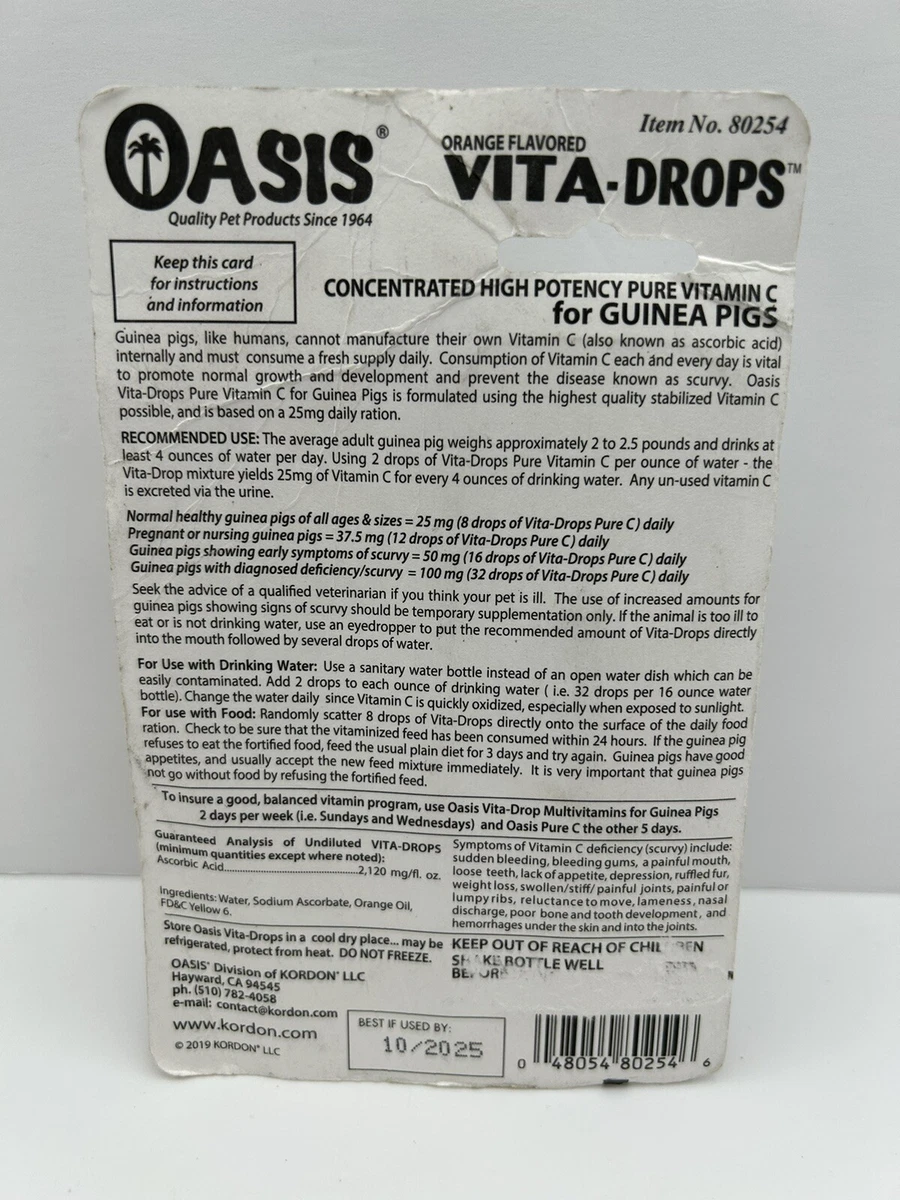 OASIS®
Quality Pet Products Since 1964
Item No. 80254
ORANGE FLAVORED
VITA-DROPS™
Keep this card
for instructions
and information
CONCENTRATED HIGH POTENCY PURE VITAMIN C
for GUINEA PIGS
Guinea pigs, like humans, cannot manufacture their own Vitamin C (also known as ascorbic acid)
internally and must consume a fresh supply daily. Consumption of Vitamin C each and every day is vital
to promote normal growth and development and prevent the disease known as scurvy. Oasis
Vita-Drops Pure Vitamin C for Guinea Pigs is formulated using the highest quality stabilized Vitamin C
possible, and is based on a 25mg daily ration.
RECOMMENDED USE: The average adult guinea pig weighs approximately 2 to 2.5 pounds and drinks at
least 4 ounces of water per day. Using 2 drops of Vita-Drops Pure Vitamin C per ounce of water - the
Vita-Drop mixture yields 25mg of Vitamin C for every 4 ounces of drinking water. Any un-used vitamin C
is excreted via the urine.
Normal healthy guinea pigs of all ages & sizes = 25 mg (8 drops of Vita-Drops Pure C) daily
Pregnant or nursing guinea pigs = 37.5 mg (12 drops of Vita-Drops Pure C) daily
Guinea pigs showing early symptoms of scurvy = 50 mg (16 drops of Vita-Drops Pure C) daily
Guinea pigs with diagnosed deficiency/scurvy = 100 mg (32 drops of Vita-Drops Pure C) daily
Seek the advice of a qualified veterinarian if you think your pet is ill. The use of increased amounts for
guinea pigs showing signs of scurvy should be temporary supplementation only. If the animal is too ill to
eat or is not drinking water, use an eyedropper to put the recommended amount of Vita-Drops directly
into the mouth followed by several drops of water.
For Use with Drinking Water: Use a sanitary water bottle instead of an open water dish which can be
easily contaminated. Add 2 drops to each ounce of drinking water ( i.e. 32 drops per 16 ounce water
bottle). Change the water daily since Vitamin C is quickly oxidized, especially when exposed to sunlight.
For use with Food: Randomly scatter 8 drops of Vita-Drops directly onto the surface of the daily food
ration. Check to be sure that the vitaminized feed has been consumed within 24 hours. If the guinea pig
refuses to eat the fortified food, feed the usual plain diet for 3 days and try again. Guinea pigs have good
appetites, and usually accept the new feed mixture immediately. It is very important that guinea pigs
not go without food by refusing the fortified feed.
To insure a good, balanced vitamin program, use Oasis Vita-Drop Multivitamins for Guinea Pigs
2 days per week (i.e. Sundays and Wednesdays) and Oasis Pure C the other 5 days.
Guaranteed Analysis of Undiluted VITA-DROPS
(minimum quantities except where noted):
Ascorbic Acid..........................................2,120 mg/fl. oz.
Ingredients: Water, Sodium Ascorbate, Orange Oil,
FD&C Yellow 6.
Symptoms of Vitamin C deficiency (scurvy) include:
sudden bleeding, bleeding gums, a painful mouth,
loose teeth, lack of appetite, depression, ruffled fur,
weight loss, swollen/stiff/ painful joints, painful or
lumpy ribs, reluctance to move, lameness, nasal
discharge, poor bone and tooth development, and
hemorrhages under the skin and into the joints.
Store Oasis Vita-Drops in a cool dry place... may be
refrigerated, protect from heat. DO NOT FREEZE.
KEEP OUT OF REACH OF
BOTTLE WELL
OASIS® Division of KORDON® LLC
Hayward, CA 94545
ph. (510) 782-4058
e-mail: contact@kordon.com
www.kordon.com
© 2019 KORDON® LLC
BEST IF USED BY:
10/2025
0 48054 80254 6